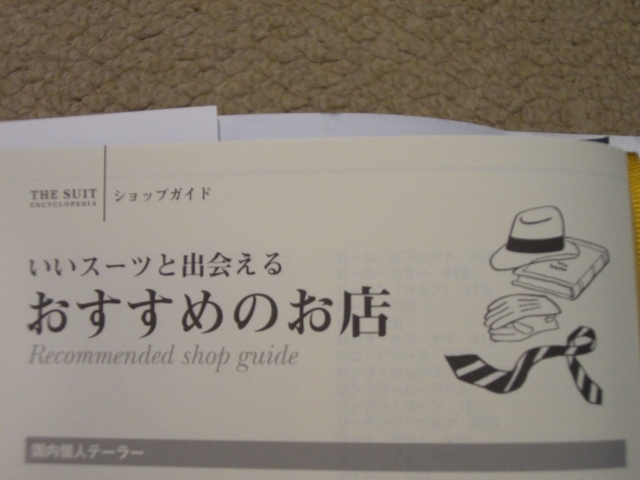 THE SUIT
ENCYCLOPEDIA
ショップガイド
いいスーツと出会える
おすすめのお店
Recommended shop guide
国内個人テーラー